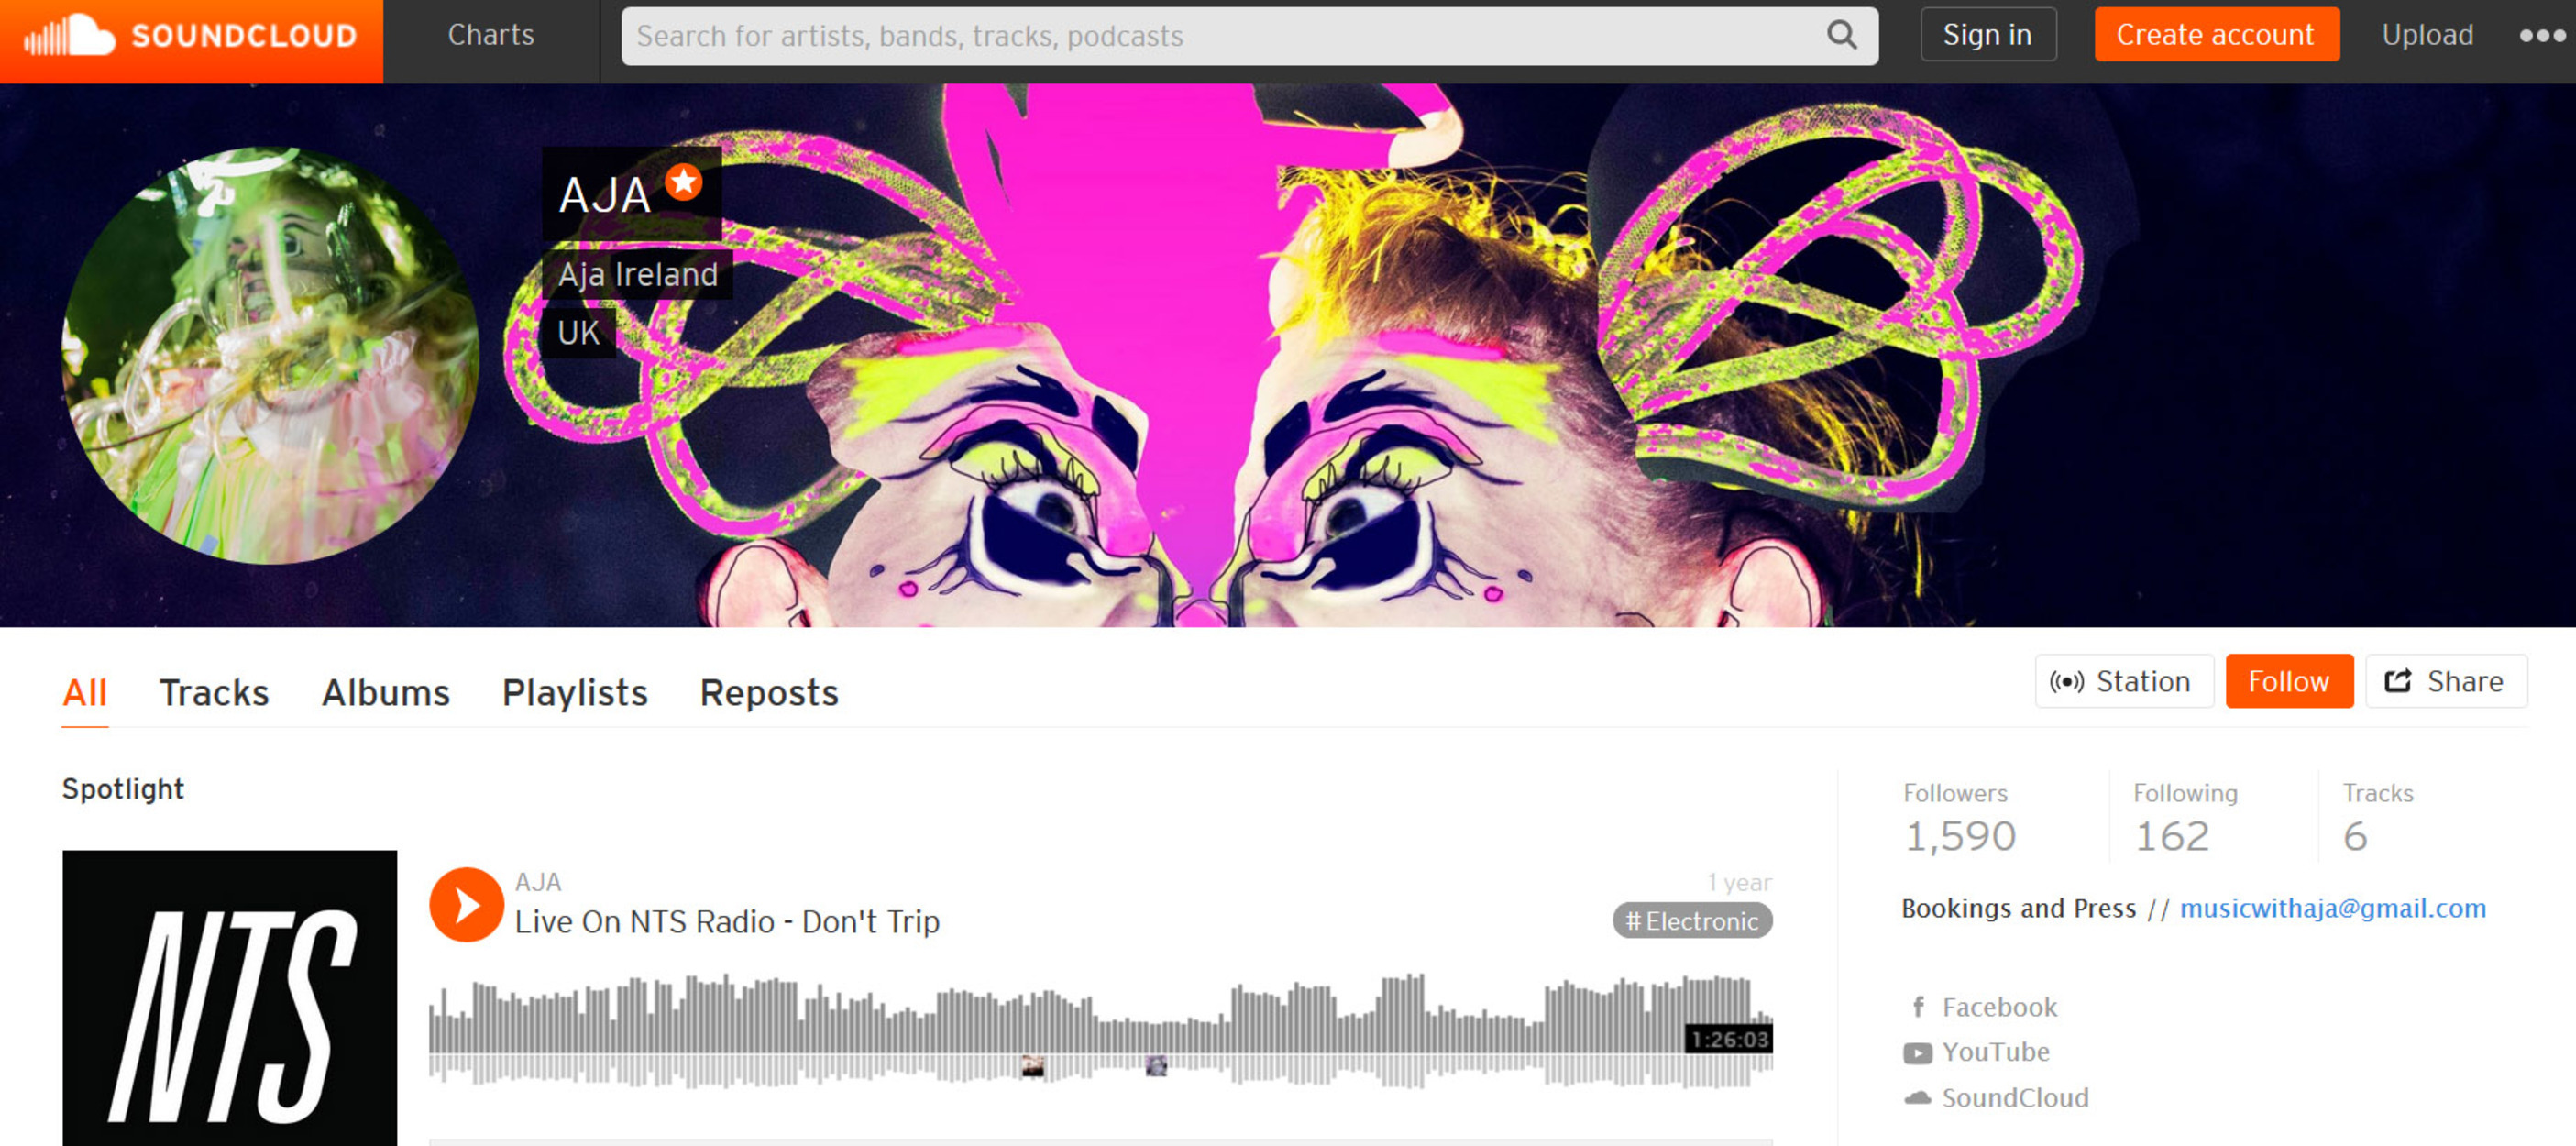 SOUNDCLOUD
Charts
Search for artists, bands, tracks, podcasts
Sign in
Create account
Upload
AJA
Aja Ireland
UK
All
Tracks
Albums
Playlists
Reposts
Station
Follow
Share
Spotlight
NTS
AJA
1 year
Live On NTS Radio - Don't Trip
# Electronic
1:26:03
Followers
1,590
Following
162
Tracks
6
Bookings and Press // musicwithaja@gmail.com
Facebook
YouTube
SoundCloud